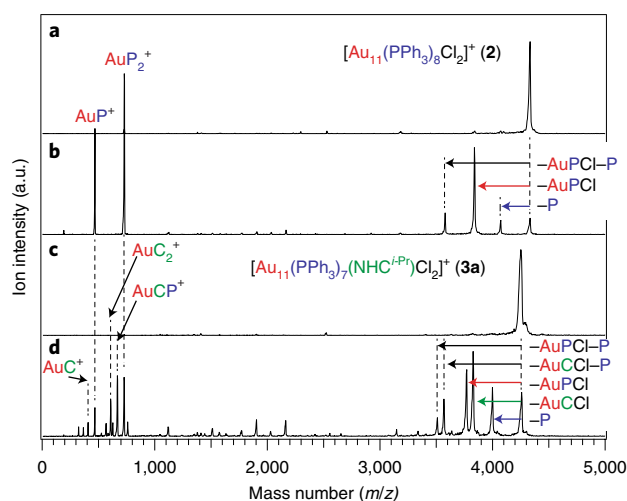 a
AuP₂⁺
[Au₁₁(PPh₃)₈Cl₂]⁺ (2)
AuP⁺
b
–AuPCl–P
–AuPCl
–P
c
AuC₂⁺
[Au₁₁(PPh₃)₇(NHCⁱ⁻ᴾʳ)Cl₂]⁺ (3a)
AuCP⁺
d
–AuPCl–P
AuC⁺
–AuCCl–P
–AuPCl
–AuCCl
–P
0 1,000 2,000 3,000 4,000 5,000
Mass number (m/z)
Ion intensity (a.u.)